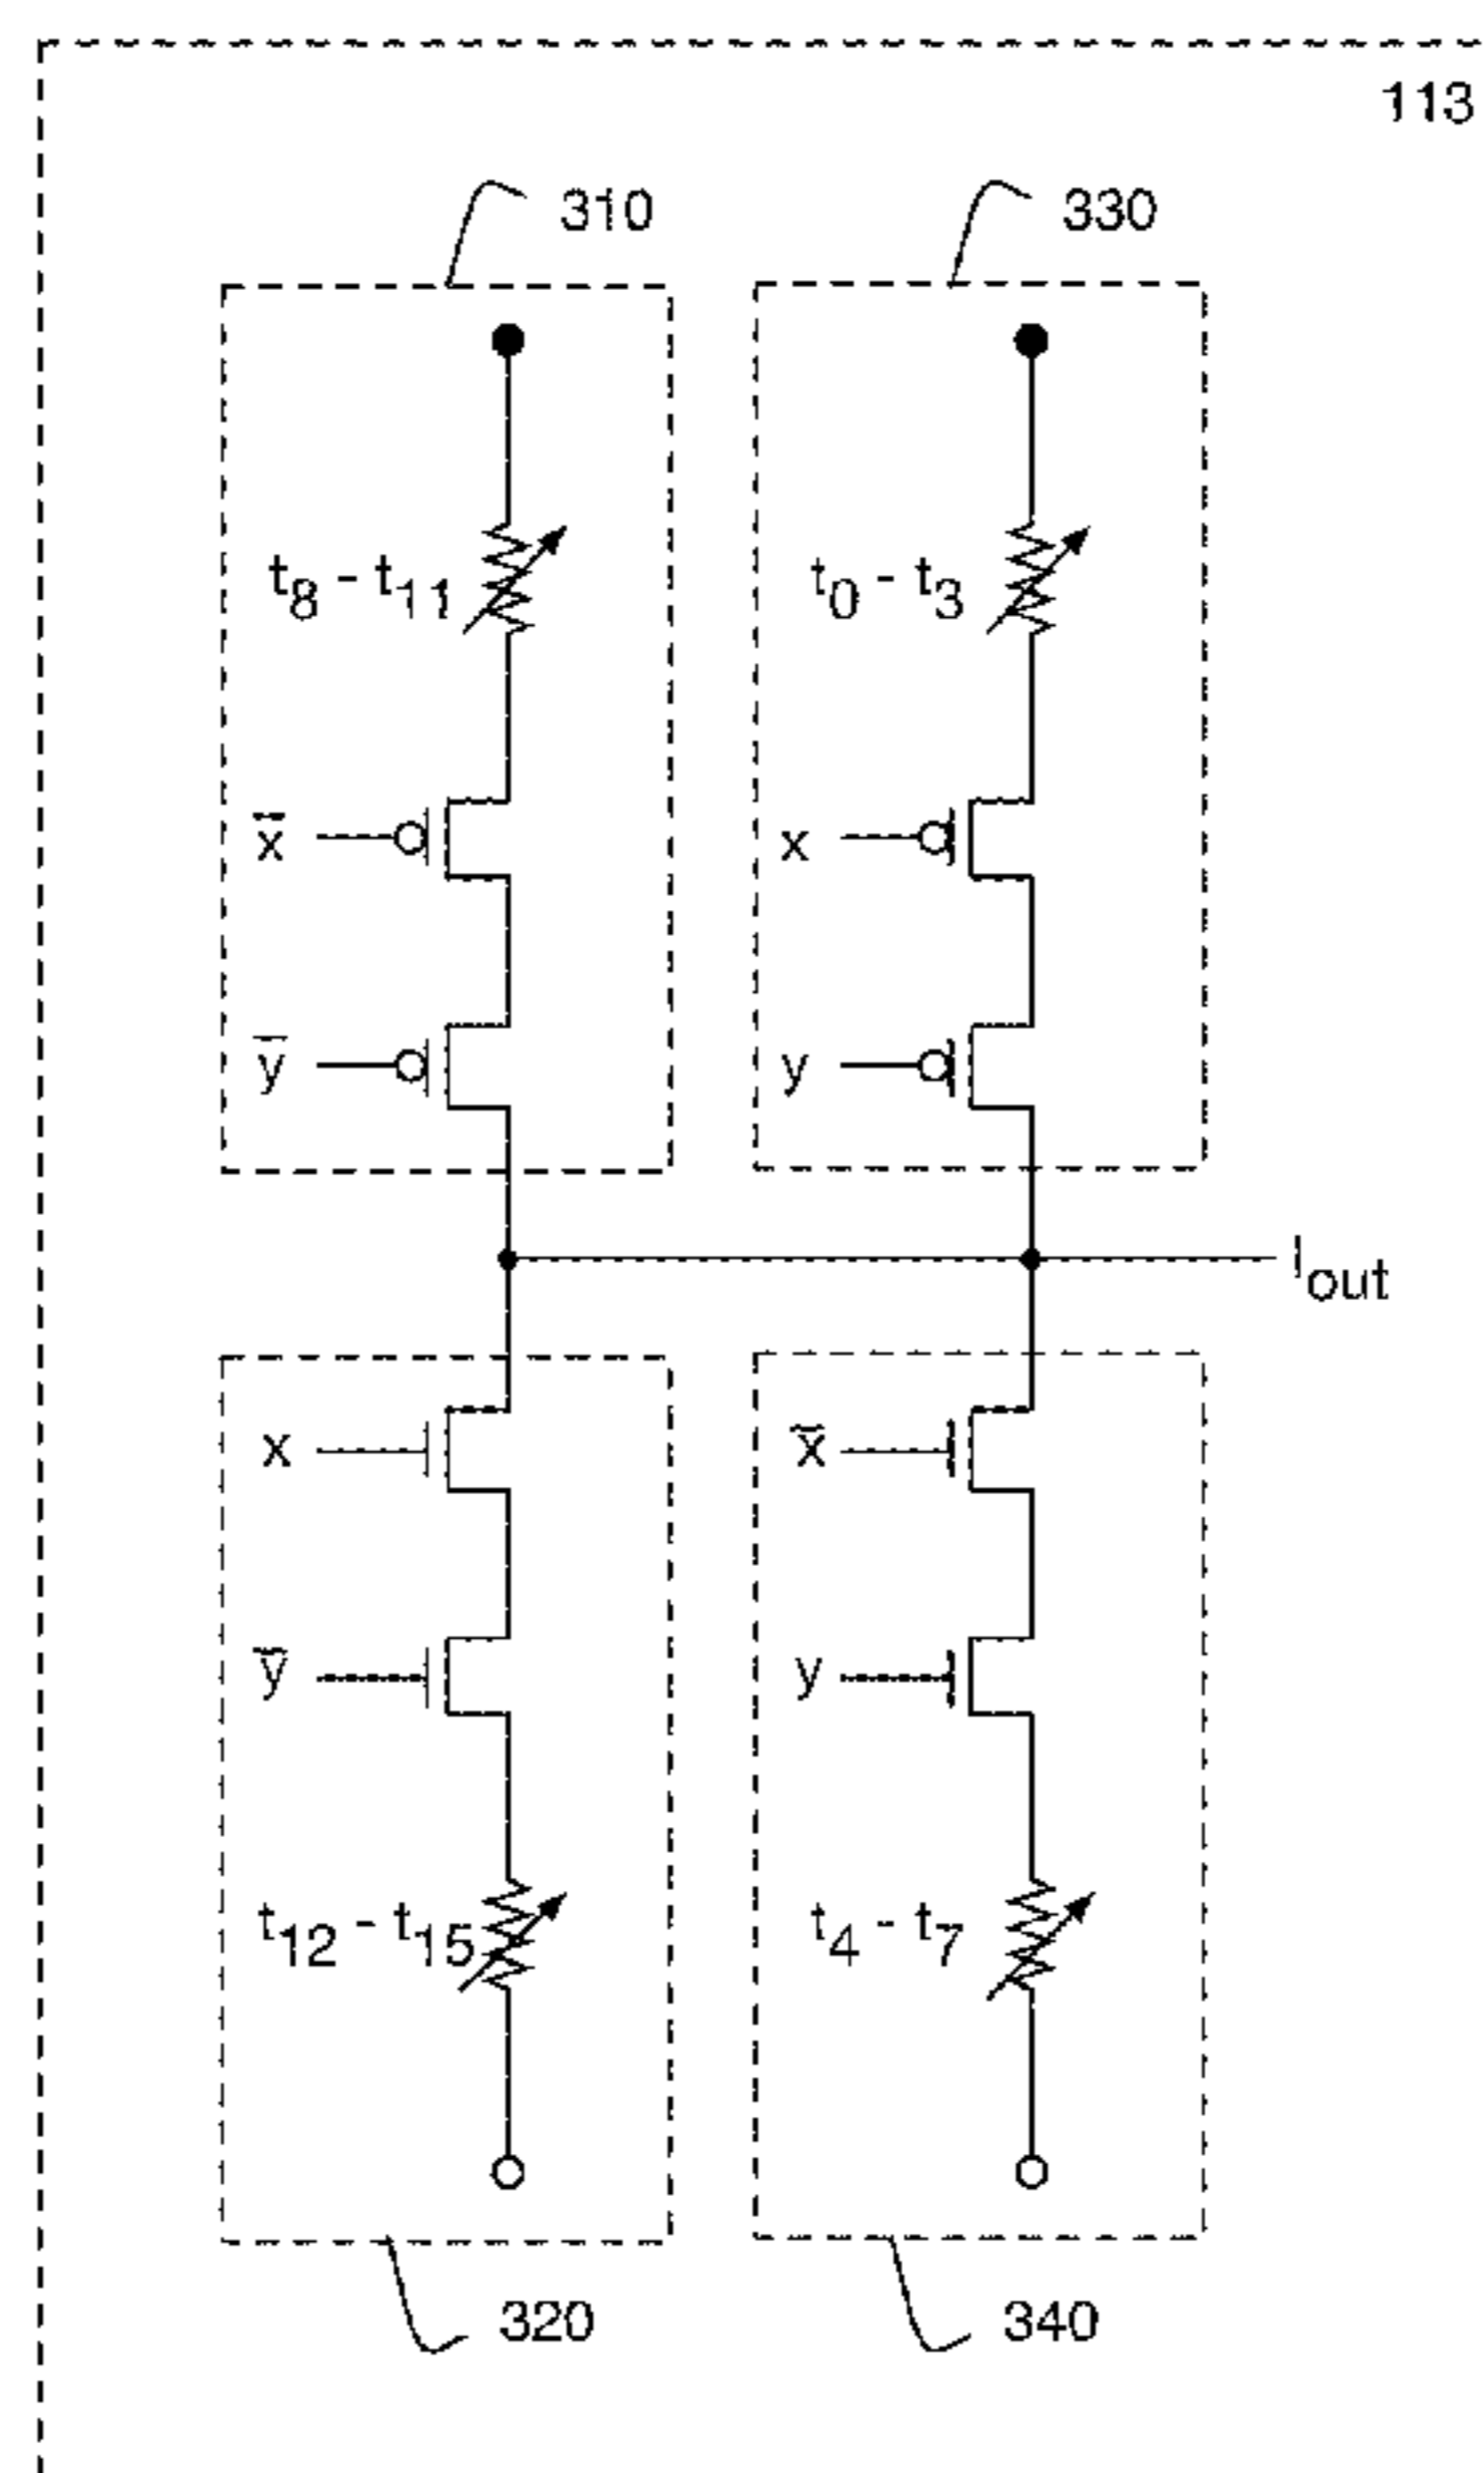 113
310
330
t8 - t11
t0 - t3
x̅
x
y̅
y
Iout
x
x̅
y̅
y
t12 - t15
t4 - t7
320
340